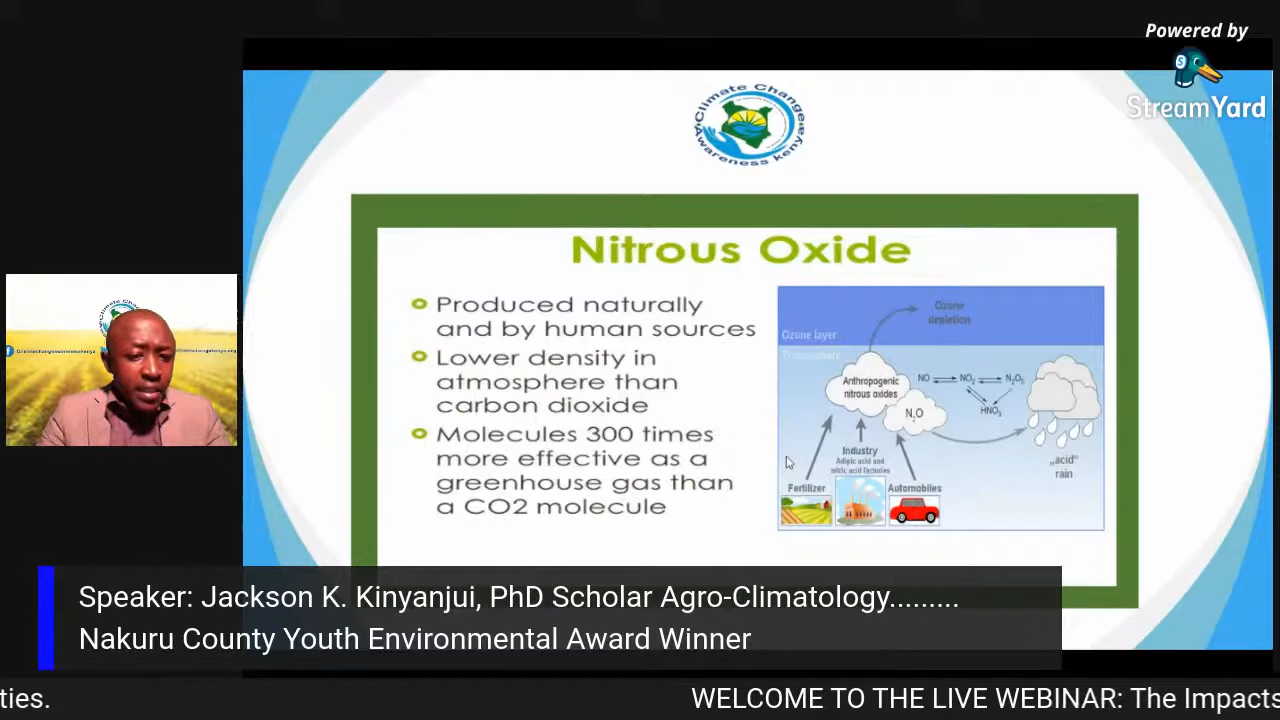 Powered by
StreamYard
Climate Change
Awareness kenya
Nitrous Oxide
Produced naturally
and by human sources
Lower density in
atmosphere than
carbon dioxide
Molecules 300 times
more effective as a
greenhouse gas than
a CO2 molecule
Ozone
depletion
Ozone layer
Troposphere
Anthropogenic
nitrous oxides
NO NO₂ N₂O₅
HNO₃
N₂O
Industry
Adipic acid and
nitric acid factories
Fertilizer
Automobiles
„acid"
rain
Speaker: Jackson K. Kinyanjui, PhD Scholar Agro-Climatology.........
Nakuru County Youth Environmental Award Winner
ties.
WELCOME TO THE LIVE WEBINAR: The Impacts